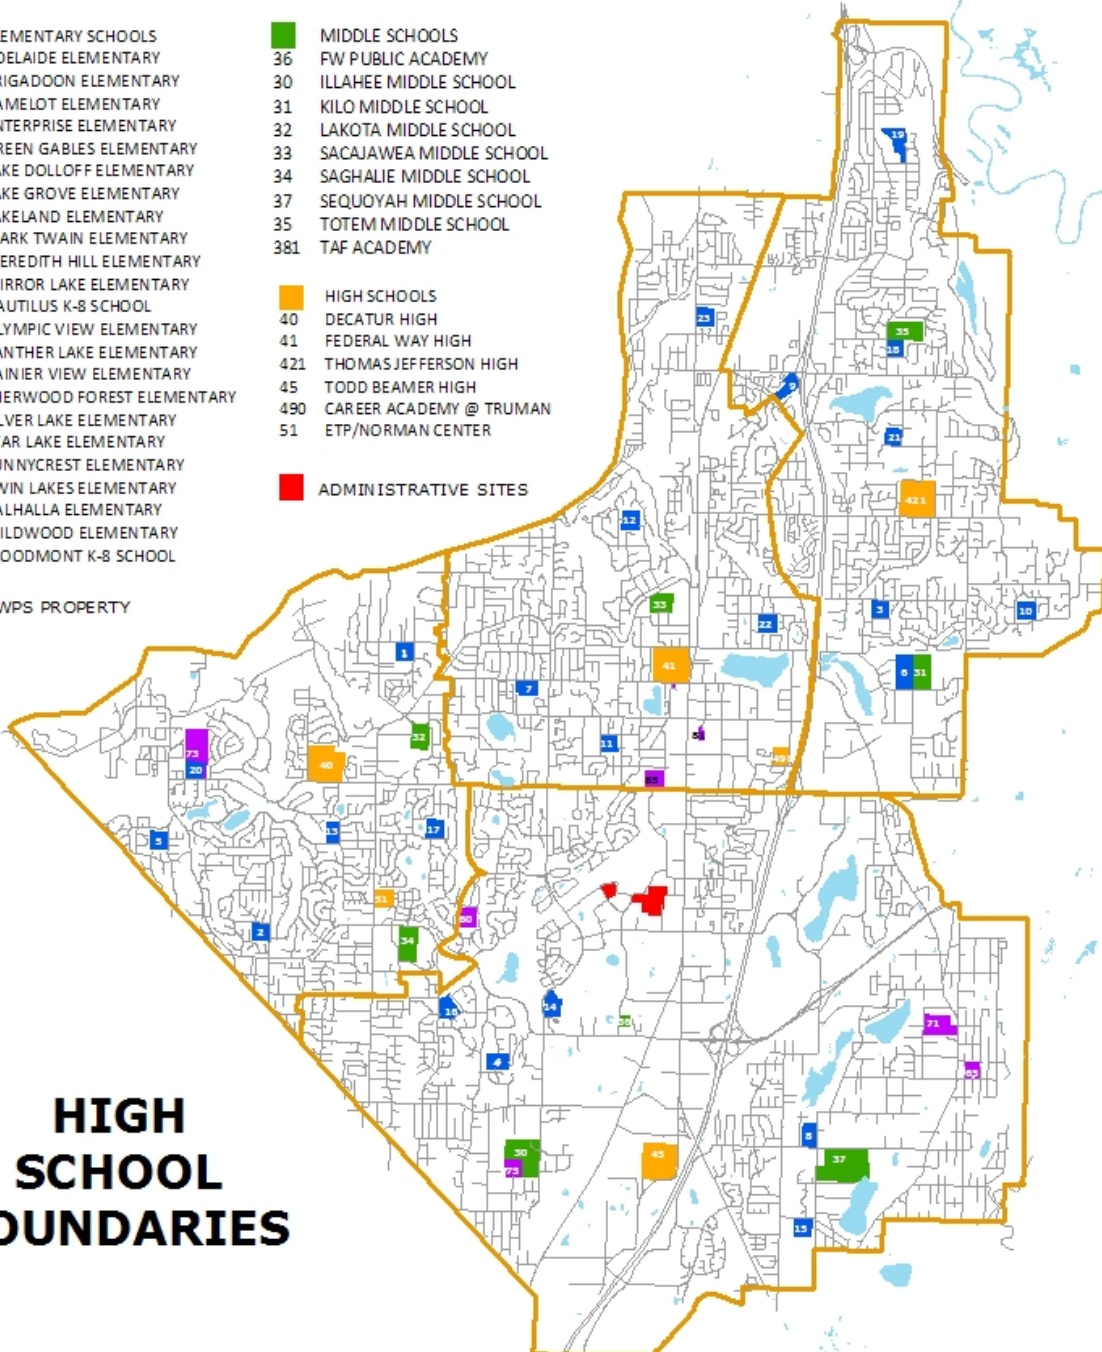 EMENTARY SCHOOLS
DELAIDE ELEMENTARY
RIGADOON ELEMENTARY
AMELOT ELEMENTARY
NTERPRISE ELEMENTARY
REEN GABLES ELEMENTARY
AKE DOLLOFF ELEMENTARY
AKE GROVE ELEMENTARY
AKELAND ELEMENTARY
ARK TWAIN ELEMENTARY
EREDITH HILL ELEMENTARY
IRROR LAKE ELEMENTARY
AUTILUS K-8 SCHOOL
LYMPIC VIEW ELEMENTARY
ANTHER LAKE ELEMENTARY
AINIER VIEW ELEMENTARY
HERWOOD FOREST ELEMENTARY
LVER LAKE ELEMENTARY
TAR LAKE ELEMENTARY
UNNYCREST ELEMENTARY
WIN LAKES ELEMENTARY
ALHALLA ELEMENTARY
ILDWOOD ELEMENTARY
OODMONT K-8 SCHOOL
WPS PROPERTY
MIDDLE SCHOOLS
36 FW PUBLIC ACADEMY
30 ILLAHEE MIDDLE SCHOOL
31 KILO MIDDLE SCHOOL
32 LAKOTA MIDDLE SCHOOL
33 SACAJAWEA MIDDLE SCHOOL
34 SAGHALIE MIDDLE SCHOOL
37 SEQUOYAH MIDDLE SCHOOL
35 TOTEM MIDDLE SCHOOL
381 TAF ACADEMY
HIGH SCHOOLS
40 DECATUR HIGH
41 FEDERAL WAY HIGH
421 THOMAS JEFFERSON HIGH
45 TODD BEAMER HIGH
490 CAREER ACADEMY @ TRUMAN
51 ETP/NORMAN CENTER
ADMINISTRATIVE SITES
19
23
35
18
9
21
421
12
33
22
3
10
1
41
6 31
7
32
11
73
20
40
65
5
13
17
51
60
2
34
16
14
71
65
4
8
30
75
45
37
15
HIGH
SCHOOL
OUNDARIES